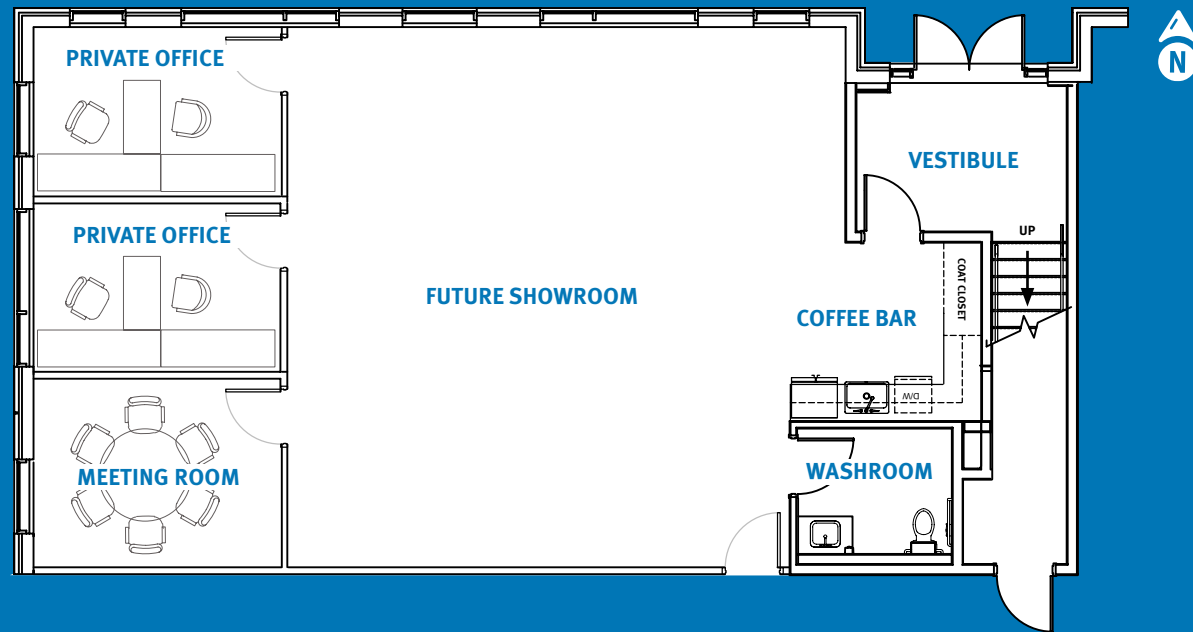 PRIVATE OFFICE
N
VESTIBULE
PRIVATE OFFICE
UP
COAT CLOSET
FUTURE SHOWROOM
COFFEE BAR
D/W
MEETING ROOM
WASHROOM